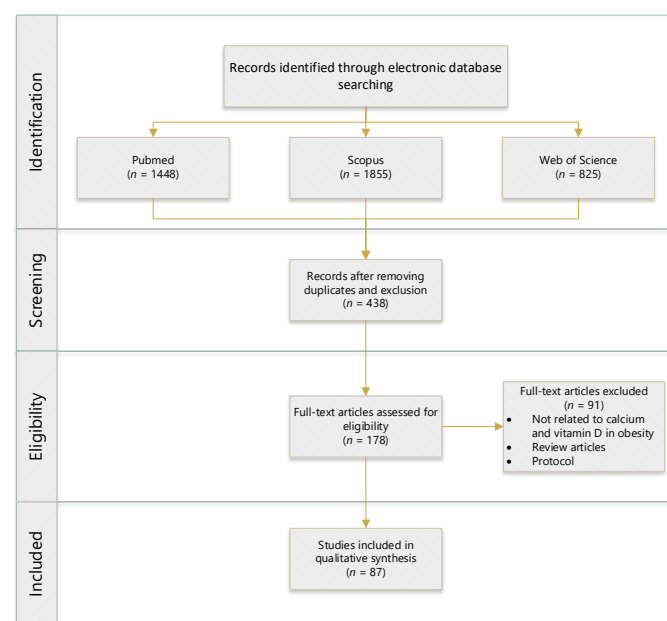 Identification
Records identified through electronic database
searching
Pubmed
(n = 1448)
Scopus
(n = 1855)
Web of Science
(n = 825)
Screening
Records after removing
duplicates and exclusion
(n = 438)
Eligibility
Full-text articles assessed for
eligibility
(n = 178)
Full-text articles excluded
(n = 91)
• Not related to calcium
and vitamin D in obesity
• Review articles
• Protocol
Included
Studies included in
qualitative synthesis
(n = 87)